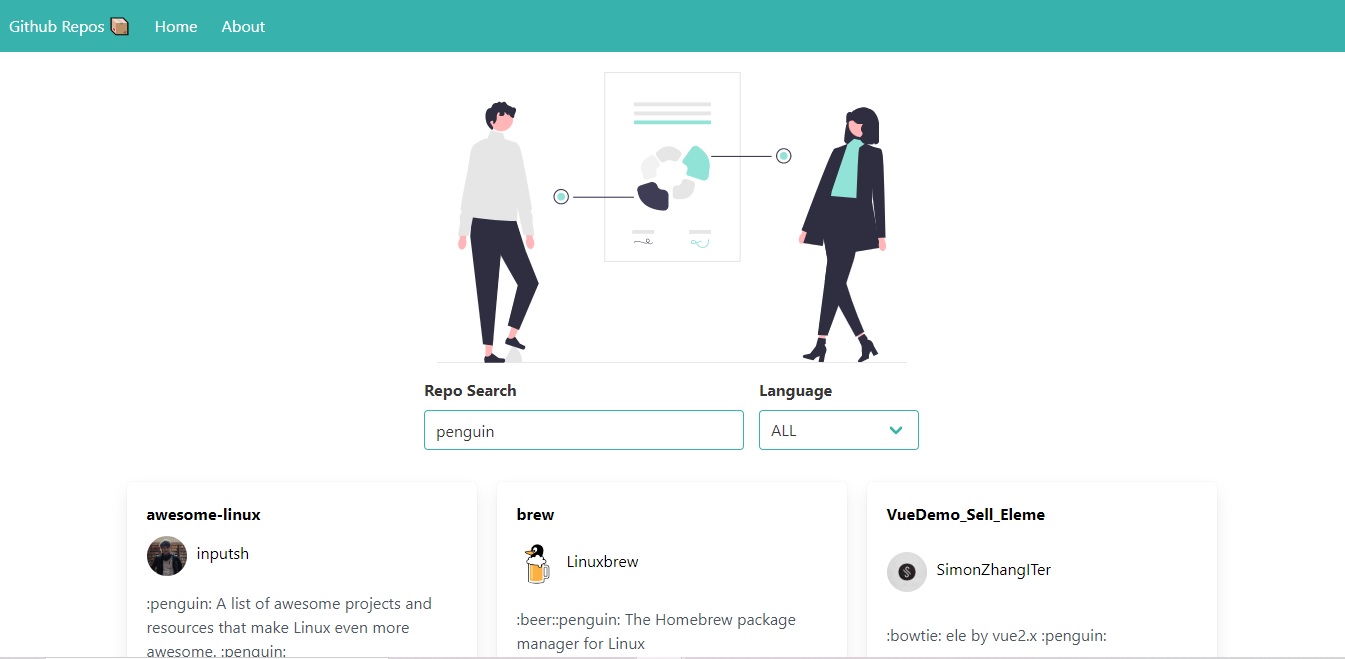 Github Repos Home About
Repo Search
Language
penguin
ALL
awesome-linux
inputsh
:penguin: A list of awesome projects and
resources that make Linux even more
awesome. :penguin:
brew
Linuxbrew
:beer::penguin: The Homebrew package
manager for Linux
VueDemo_Sell_Eleme
SimonZhangITer
:bowtie: ele by vue2.x :penguin: